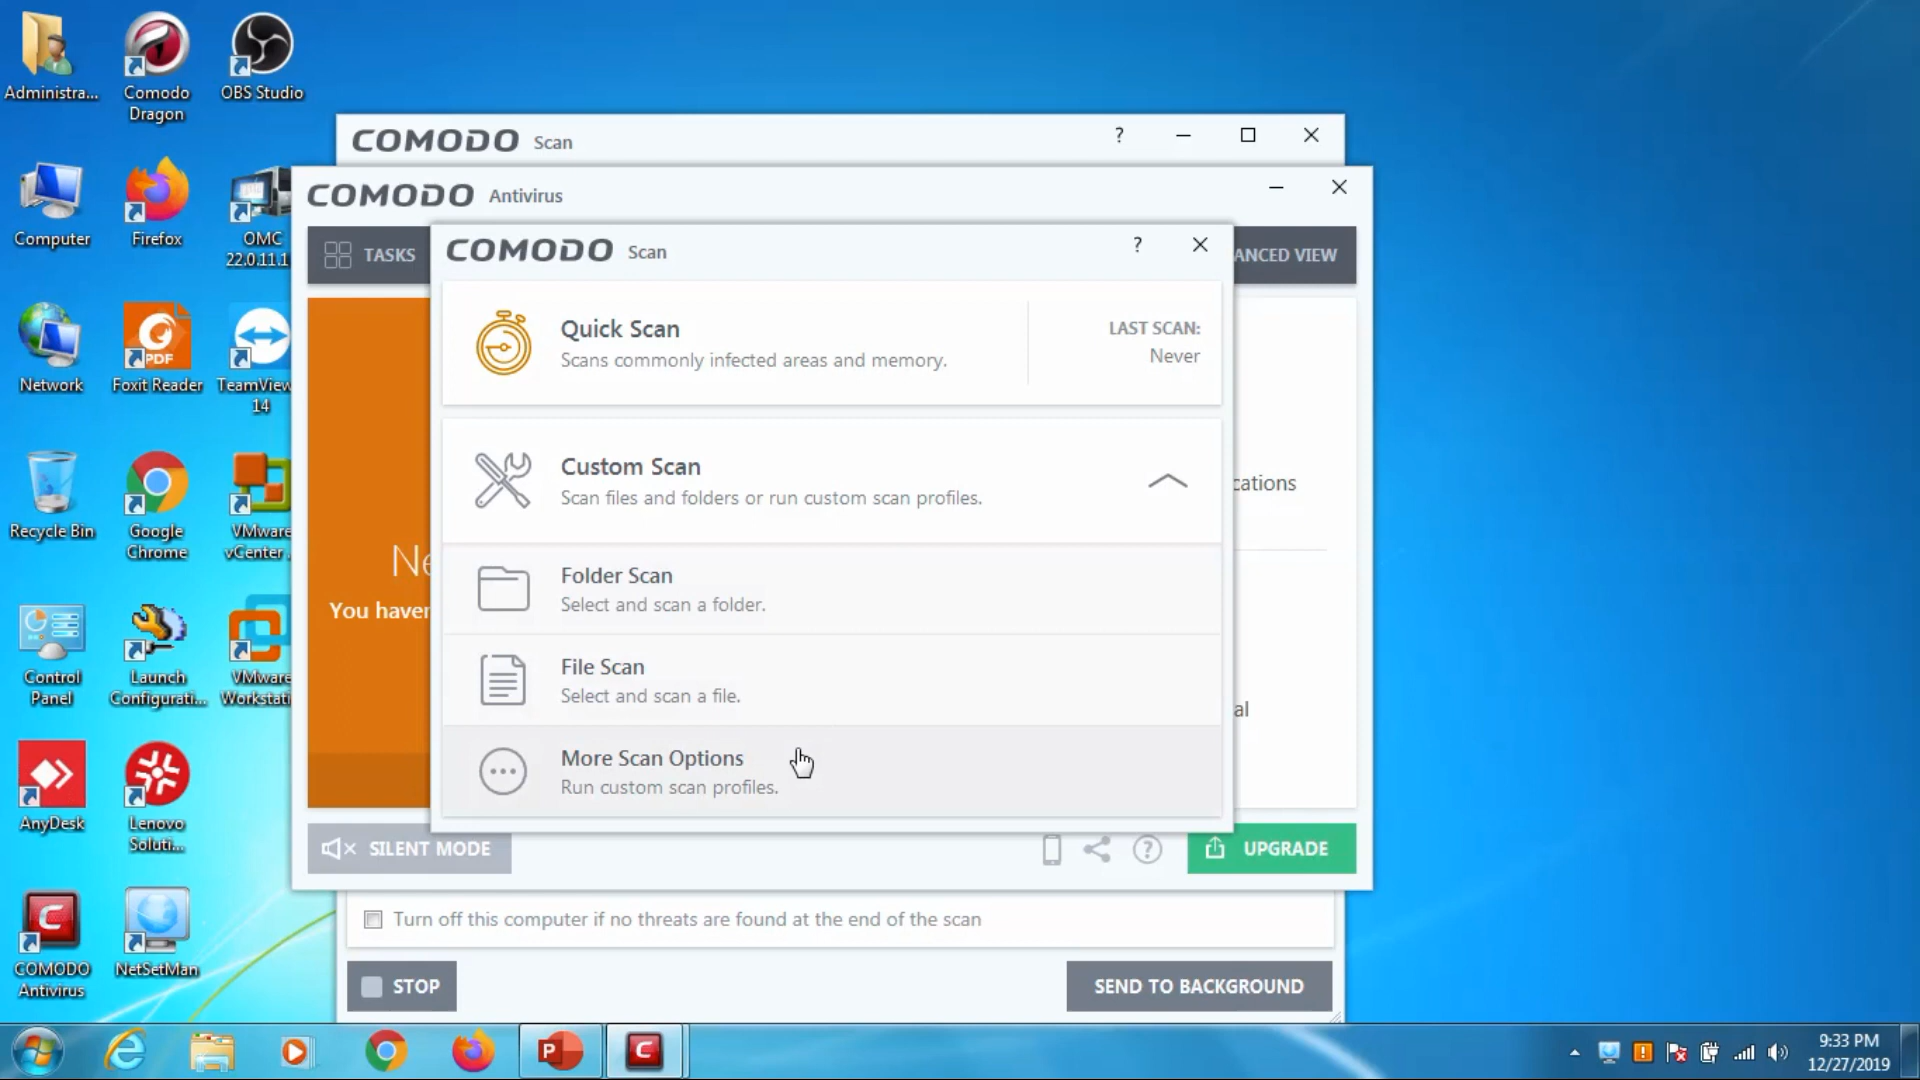 Administra...
Comodo
Dragon
OBS Studio
Computer
Firefox
OMC
22.0.11.1
Network
PDF
Foxit Reader
TeamView
14
Recycle Bin
Google
Chrome
VMware
vCenter .
Control
Panel
Launch
Configurati...
VMware
Workstati
AnyDesk
Lenovo
Soluti...
COMODO
Antivirus
NetSetMan
COMODO Scan
?
COMODO Antivirus
TASKS
ANCED VIEW
COMODO Scan
?
Quick Scan
Scans commonly infected areas and memory.
LAST SCAN:
Never
Custom Scan
Scan files and folders or run custom scan profiles.
cations
Ne
You haven
Folder Scan
Select and scan a folder.
File Scan
Select and scan a file.
al
More Scan Options
Run custom scan profiles.
SILENT MODE
?
UPGRADE
Turn off this computer if no threats are found at the end of the scan
STOP
SEND TO BACKGROUND
9:33 PM
12/27/2019